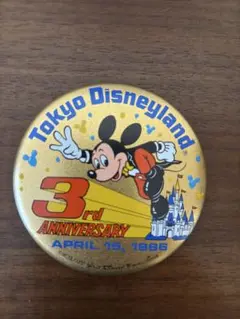 Tokyo Disneyland
3rd
ANNIVERSARY
APRIL 15, 1986